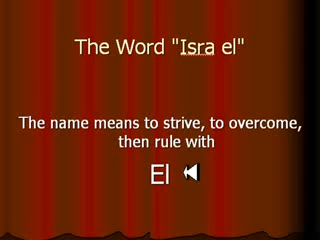 The Word "Isra el"
The name means to strive, to overcome,
then rule with
El